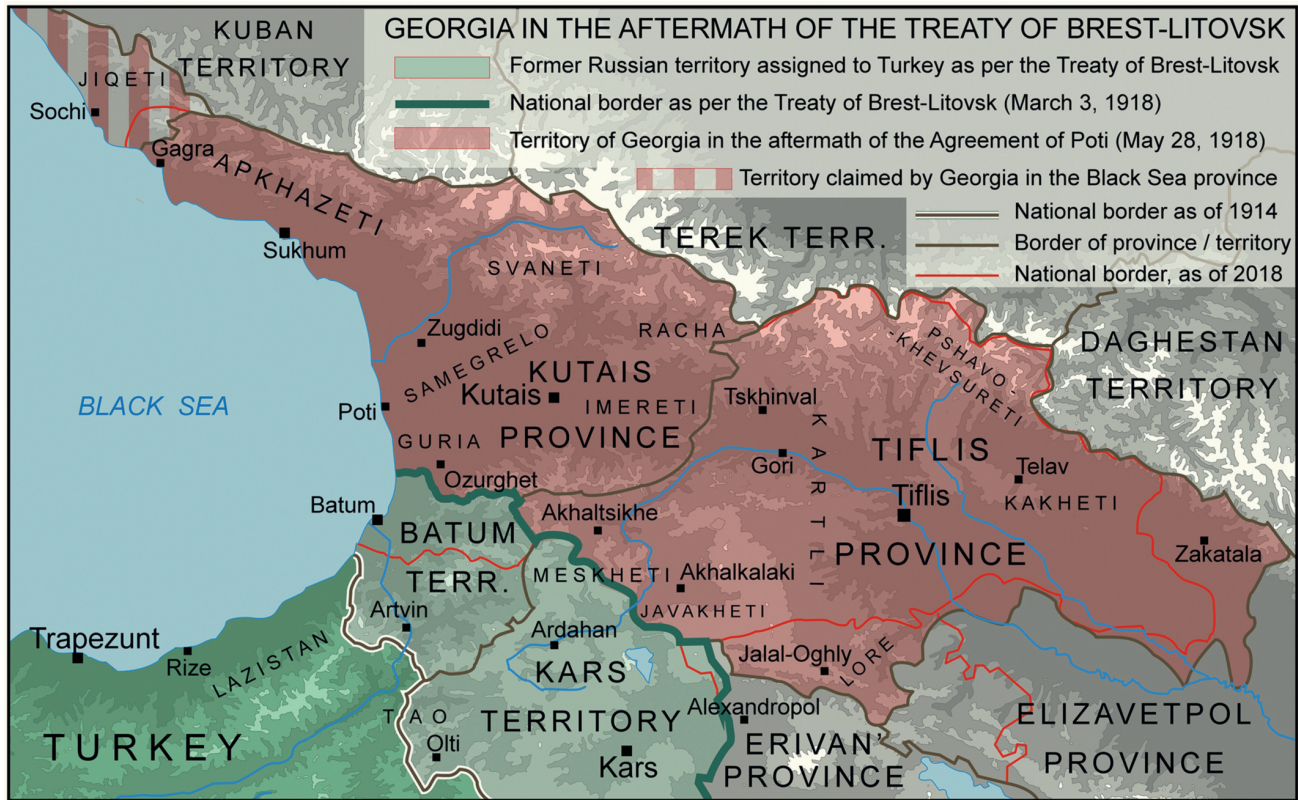 GEORGIA IN THE AFTERMATH OF THE TREATY OF BREST-LITOVSK
Former Russian territory assigned to Turkey as per the Treaty of Brest-Litovsk
National border as per the Treaty of Brest-Litovsk (March 3, 1918)
Territory of Georgia in the aftermath of the Agreement of Poti (May 28, 1918)
Territory claimed by Georgia in the Black Sea province
National border as of 1914
Border of province / territory
National border, as of 2018
KUBAN
TERRITORY
JIQETI
Sochi
Gagra
APKHAZETI
Sukhum
TEREK TERR.
SVANETI
RACHA
Zugdidi
SAMEGRELO
KUTAIS
Kutais
IMERETI
PROVINCE
Poti
GURIA
Ozurghet
BLACK SEA
PSHAVO-
-KHEVSURETI
DAGHESTAN
TERRITORY
Tskhinval
KARTLI
Gori
TIFLIS
Tiflis
PROVINCE
Telav
KAKHETI
Zakatala
Batum
BATUM
TERR.
Akhaltsikhe
MESKHETI
Akhalkalaki
JAVAKHETI
Artvin
Ardahan
KARS
TERRITORY
Jalal-Oghly
LORE
Trapezunt
Rize
LAZISTAN
TURKEY
TAO
Olti
Kars
Alexandropol
ERIVAN'
PROVINCE
ELIZAVETPOL
PROVINCE